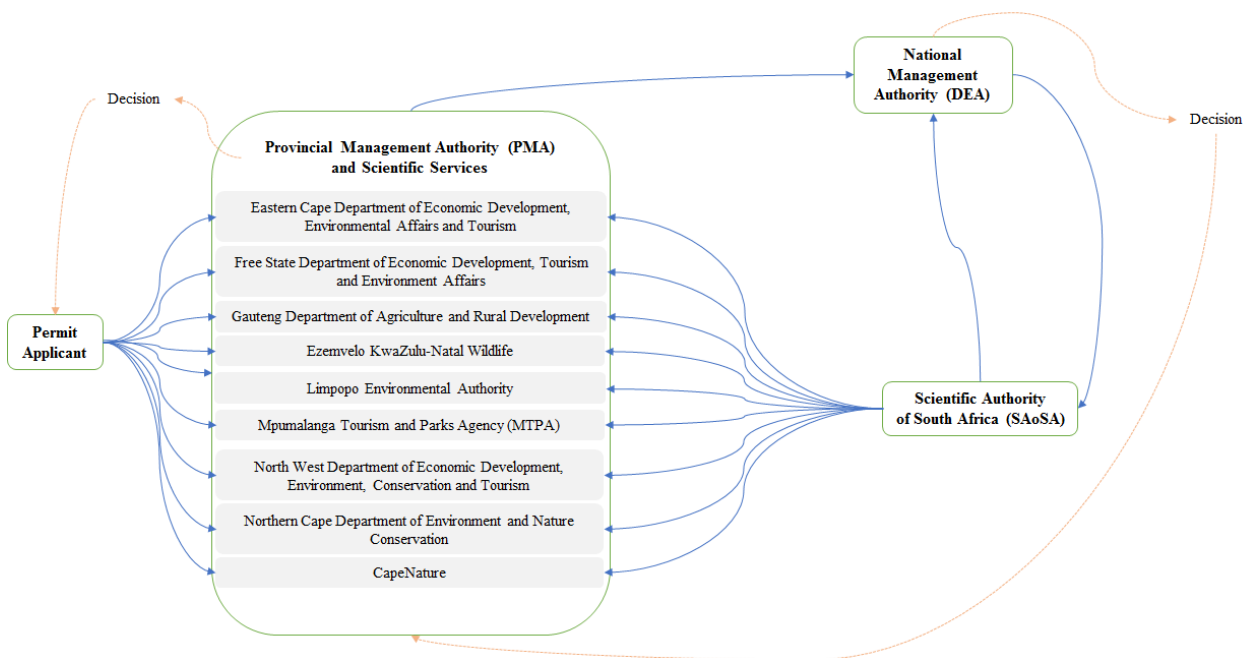 National
Management
Authority (DEA)
Decision
Decision
Provincial Management Authority (PMA)
and Scientific Services
Eastern Cape Department of Economic Development,
Environmental Affairs and Tourism
Free State Department of Economic Development, Tourism
and Environment Affairs
Gauteng Department of Agriculture and Rural Development
Permit
Applicant
Ezemvelo KwaZulu-Natal Wildlife
Limpopo Environmental Authority
Scientific Authority
of South Africa (SAoSA)
Mpumalanga Tourism and Parks Agency (MTPA)
North West Department of Economic Development,
Environment, Conservation and Tourism
Northern Cape Department of Environment and Nature
Conservation
CapeNature